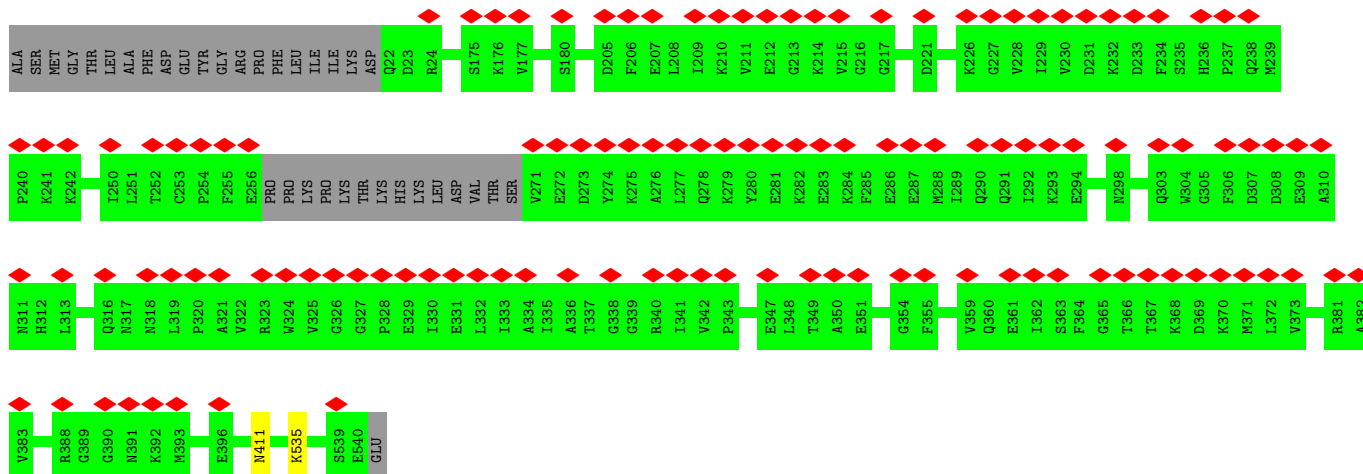 ALA SER MET GLY THR LEU ALA PHE ASP GLU TYR GLY ARG PRO PHE LEU ILE ILE LYS ASP Q22 D23 R24 S175 K176 V177 S180 D205 F206 E207 L208 I209 K210 V211 E212 G213 K214 V215 G216 G217 D221 K226 G227 V228 I229 V230 D231 K232 D233 F234 S235 H236 P237 Q238 M239
P240 K241 K242 I250 L251 T252 C253 P254 F255 E256 PRO PRO LYS PRO LYS THR LYS HIS LYS LEU ASP VAL THR SER V271 E272 D273 Y274 K275 A276 L277 Q278 K279 Y280 E281 K282 E283 K284 F285 E286 E287 M288 I289 Q290 Q291 I292 K293 E294 N298 Q303 W304 G305 F306 D307 D308 E309 A310
N311 H312 L313 Q316 N317 N318 L319 P320 A321 V322 R323 W324 V325 G326 G327 P328 E329 I330 E331 L332 I333 A334 I335 A336 T337 G338 G339 R340 I341 V342 P343 E347 L348 T349 A350 E351 G354 F355 V359 Q360 E361 I362 S363 F364 G365 T366 T367 K368 D369 K370 M371 L372 V373 R381 A382
V383 R388 G389 G390 N391 K392 M393 E396 N411 K535 S539 E540 GLU